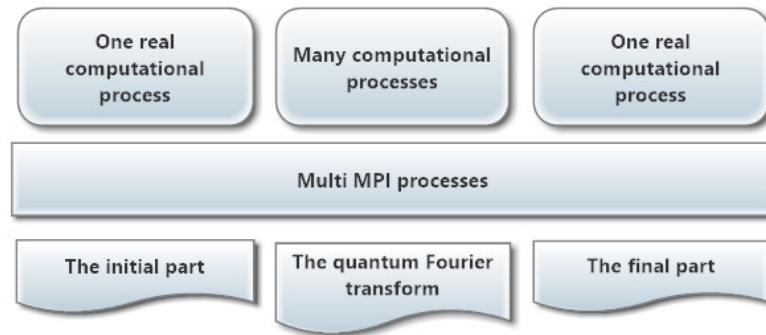 One real
computational
process
Many computational
processes
One real
computational
process
Multi MPI processes
The initial part
The quantum Fourier
transform
The final part